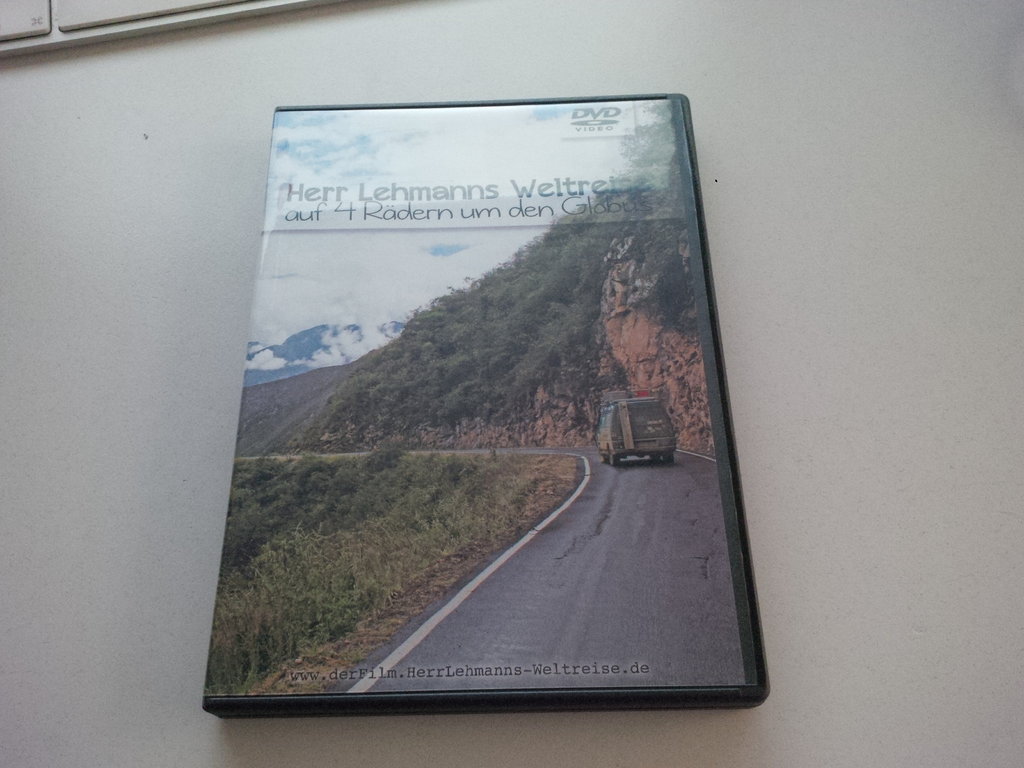 DVD
VIDEO
Herr Lehmanns Weltreise
auf 4 Rädern um den Globus
www.derFilm.HerrLehmanns-Weltreise.de
⌘